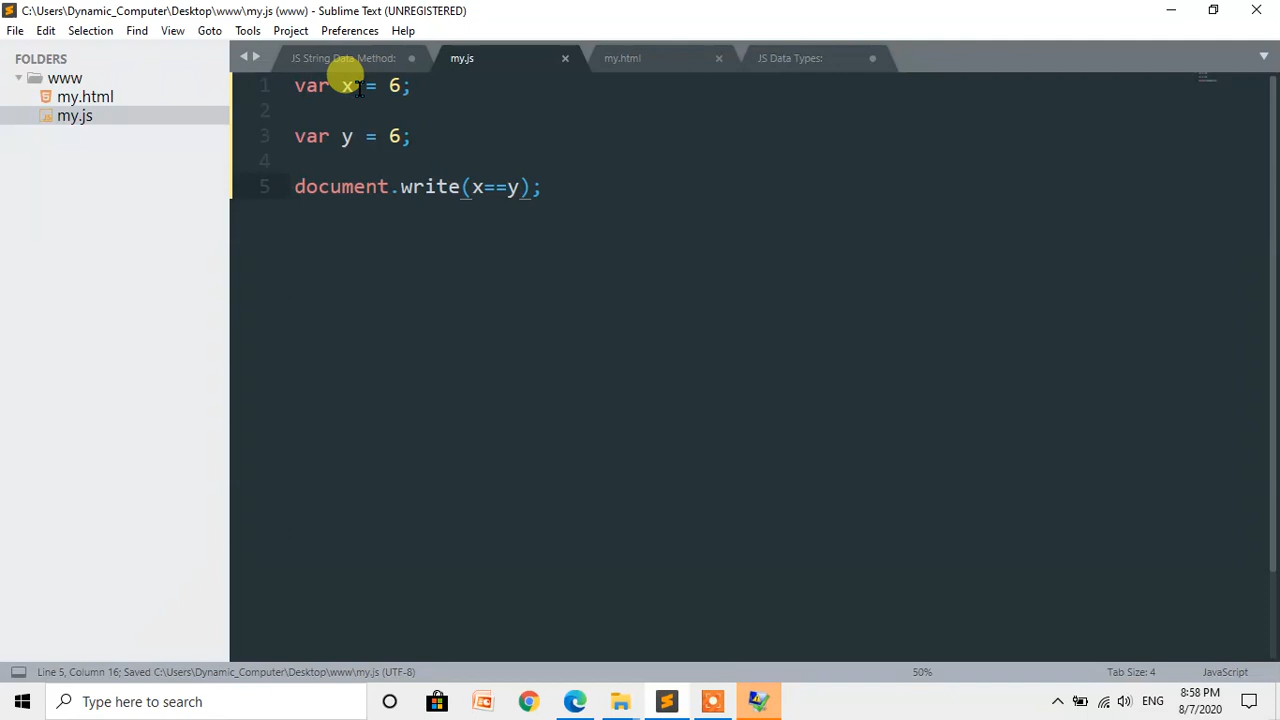 C:\Users\Dynamic_Computer\Desktop\www\my.js (www) - Sublime Text (UNREGISTERED)
File Edit Selection Find View Goto Tools Project Preferences Help
FOLDERS
www
my.html
my.js
JS String Data Method: my.js my.html JS Data Types:
1 var x = 6;
2
3 var y = 6;
4
5 document.write(x==y);
Line 5, Column 16; Saved C:\Users\Dynamic_Computer\Desktop\www\my.js (UTF-8) 50% Tab Size: 4 JavaScript
Type here to search
ENG
8:58 PM
8/7/2020